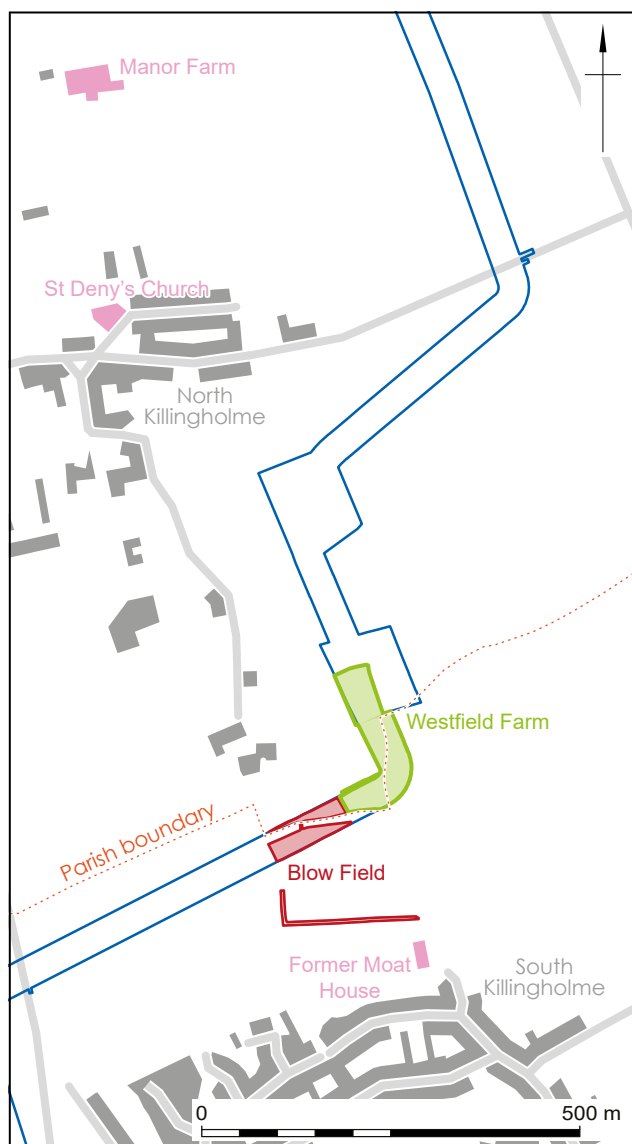 Manor Farm
St Deny's Church
North
Killingholme
Westfield Farm
Parish boundary
Blow Field
Former Moat
House
South
Killingholme
0
500 m